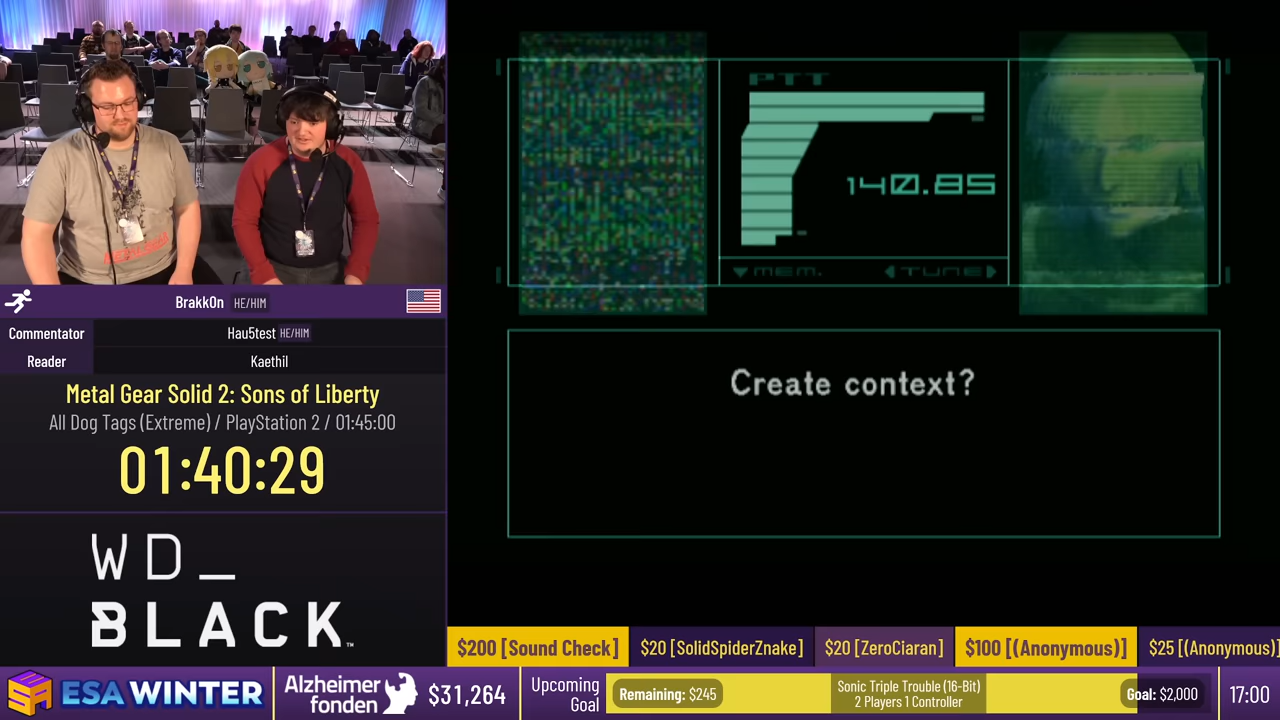 PTT
140.85
MEM.
TUNE
Create context?
BrakkOn HE/HIM
Commentator Hau5test HE/HIM
Reader Kaethil
Metal Gear Solid 2: Sons of Liberty
All Dog Tags (Extreme) / PlayStation 2 / 01:45:00
01:40:29
WD_
BLACK™
$200 [Sound Check] $20 [SolidSpiderZnake] $20 [ZeroCiaran] $100 [(Anonymous)] $25 [(Anonymous)]
ESA WINTER
Alzheimer
fonden
$31,264
Upcoming
Goal
Remaining: $245
Sonic Triple Trouble (16-Bit)
2 Players 1 Controller
Goal: $2,000
17:00